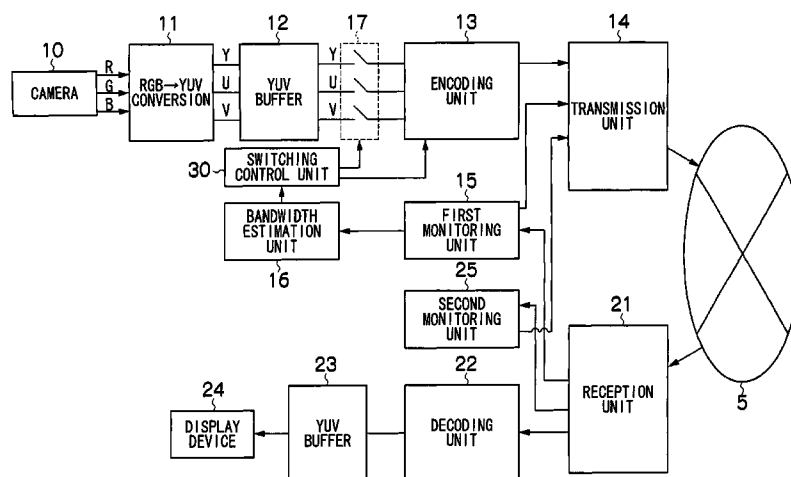 11
12
17
13
14
10
R
G
B
CAMERA
RGB→YUV
CONVERSION
Y
U
V
YUV
BUFFER
Y
U
V
ENCODING
UNIT
TRANSMISSION
UNIT
30
SWITCHING
CONTROL UNIT
15
BANDWIDTH
ESTIMATION
UNIT
16
FIRST
MONITORING
UNIT
25
SECOND
MONITORING
UNIT
21
RECEPTION
UNIT
5
23
22
24
DISPLAY
DEVICE
YUV
BUFFER
DECODING
UNIT